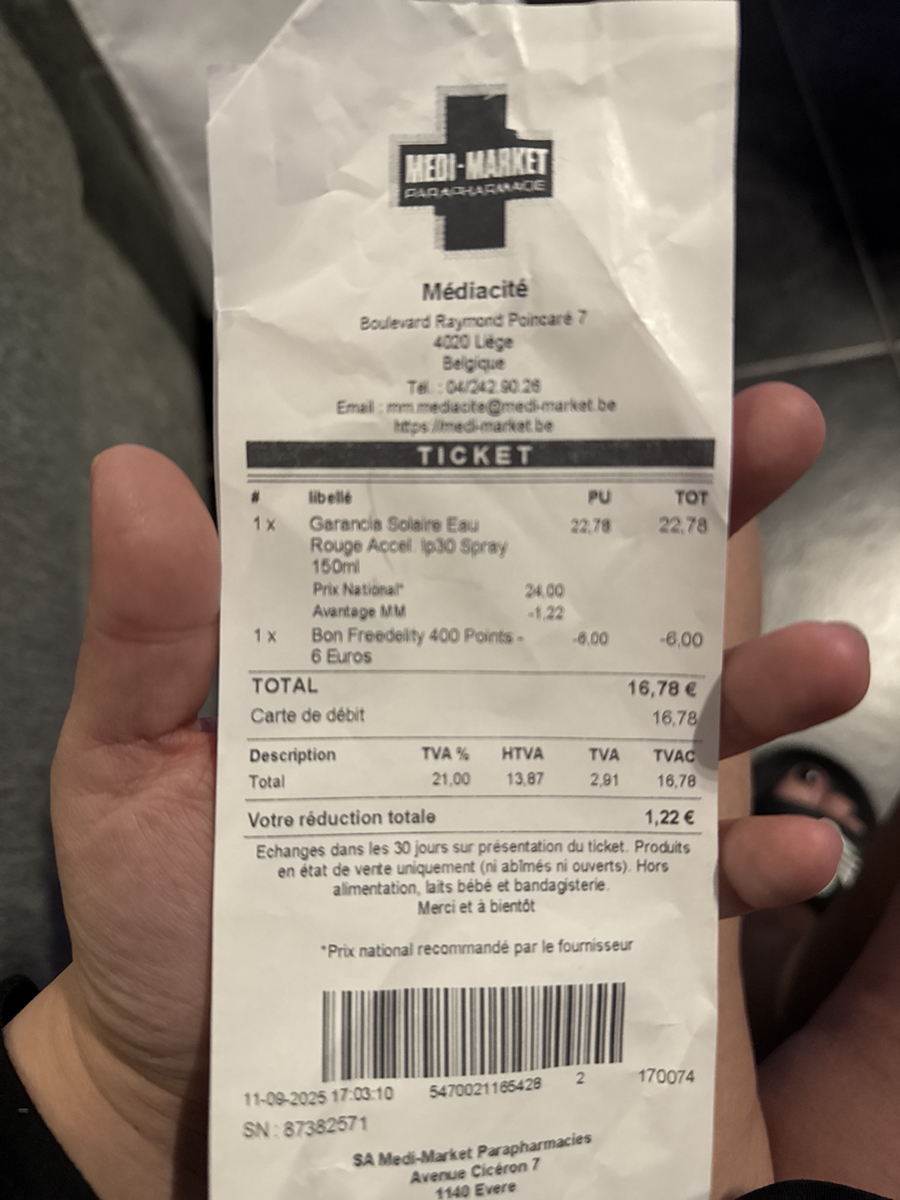 MEDI-MARKET
PARAPHARMACIE
Médiacité
Boulevard Raymond Poincaré 7
4020 Liège
Belgique
Tél. : 04/242.90.26
Email : mm.mediacite@medi-market.be
https://medi-market.be
TICKET
# libellé PU TOT
1 x Garancia Solaire Eau 22,78 22,78
Rouge Accel. Ip30 Spray
150ml
Prix National* 24,00
Avantage MM -1,22
1 x Bon Freedelity 400 Points - -6,00 -6,00
6 Euros
TOTAL 16,78 €
Carte de débit 16,78
Description TVA % HTVA TVA TVAC
Total 21,00 13,87 2,91 16,78
Votre réduction totale 1,22 €
Echanges dans les 30 jours sur présentation du ticket. Produits
en état de vente uniquement (ni abîmés ni ouverts). Hors
alimentation, laits bébé et bandagisterie.
Merci et à bientôt
*Prix national recommandé par le fournisseur
11-09-2025 17:03:10 5470021165428 2 170074
SN : 87382571
SA Medi-Market Parapharmacies
Avenue Cicéron 7
1140 Evere